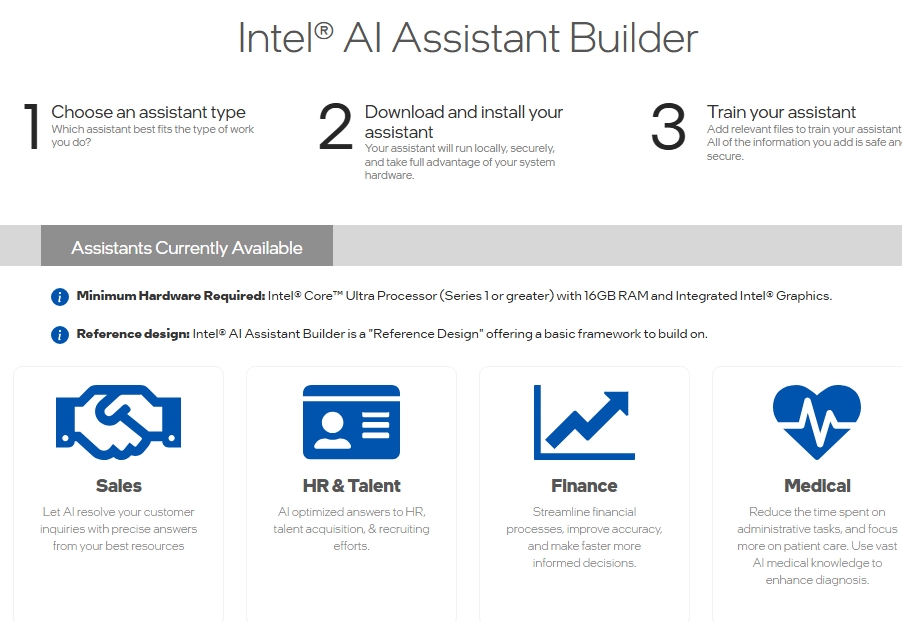 Intel® AI Assistant Builder
1
Choose an assistant type
Which assistant best fits the type of work
you do?
2
Download and install your
assistant
Your assistant will run locally, securely,
and take full advantage of your system
hardware.
3
Train your assistant
Add relevant files to train your assistant
All of the information you add is safe an
secure.
Assistants Currently Available
i Minimum Hardware Required: Intel® Core™ Ultra Processor (Series 1 or greater) with 16GB RAM and Integrated Intel® Graphics.
i Reference design: Intel® AI Assistant Builder is a "Reference Design" offering a basic framework to build on.
Sales
Let AI resolve your customer
inquiries with precise answers
from your best resources
HR & Talent
AI optimized answers to HR,
talent acquisition, & recruiting
efforts.
Finance
Streamline financial
processes, improve accuracy,
and make faster more
informed decisions.
Medical
Reduce the time spent on
administrative tasks, and focus
more on patient care. Use vast
AI medical knowledge to
enhance diagnosis.